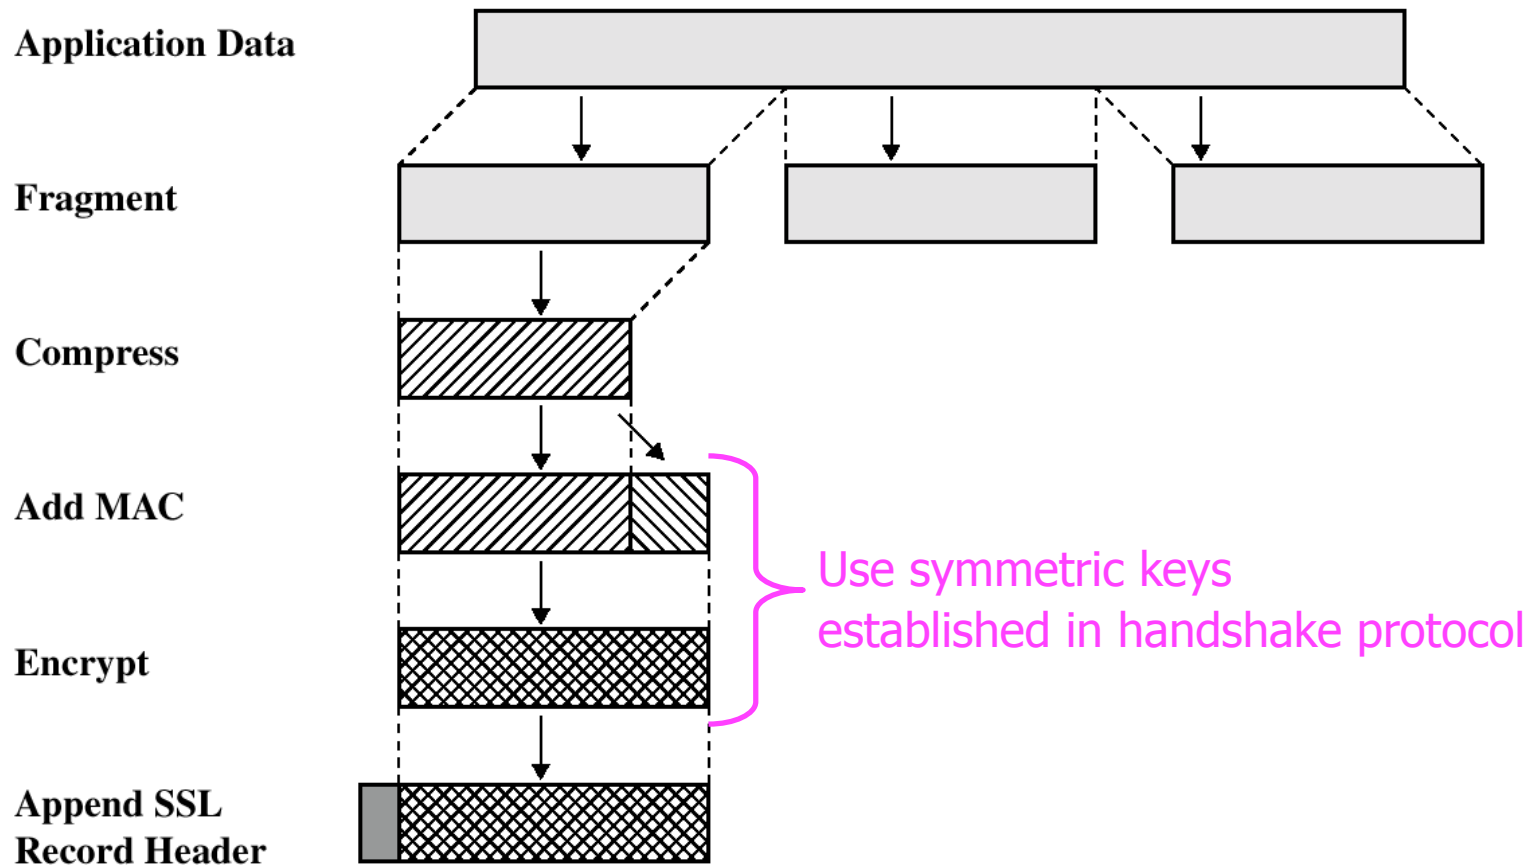 Application Data
Fragment
Compress
Add MAC
Use symmetric keys
established in handshake protocol
Encrypt
Append SSL
Record Header